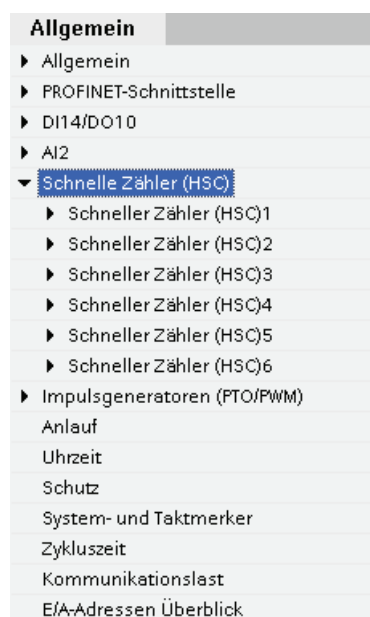 Allgemein
Allgemein
PROFINET-Schnittstelle
DI14/DO10
AI2
Schnelle Zähler (HSC)
Schneller Zähler (HSC)1
Schneller Zähler (HSC)2
Schneller Zähler (HSC)3
Schneller Zähler (HSC)4
Schneller Zähler (HSC)5
Schneller Zähler (HSC)6
Impulsgeneratoren (PTO/PWM)
Anlauf
Uhrzeit
Schutz
System- und Taktmerker
Zykluszeit
Kommunikationslast
E/A-Adressen Überblick